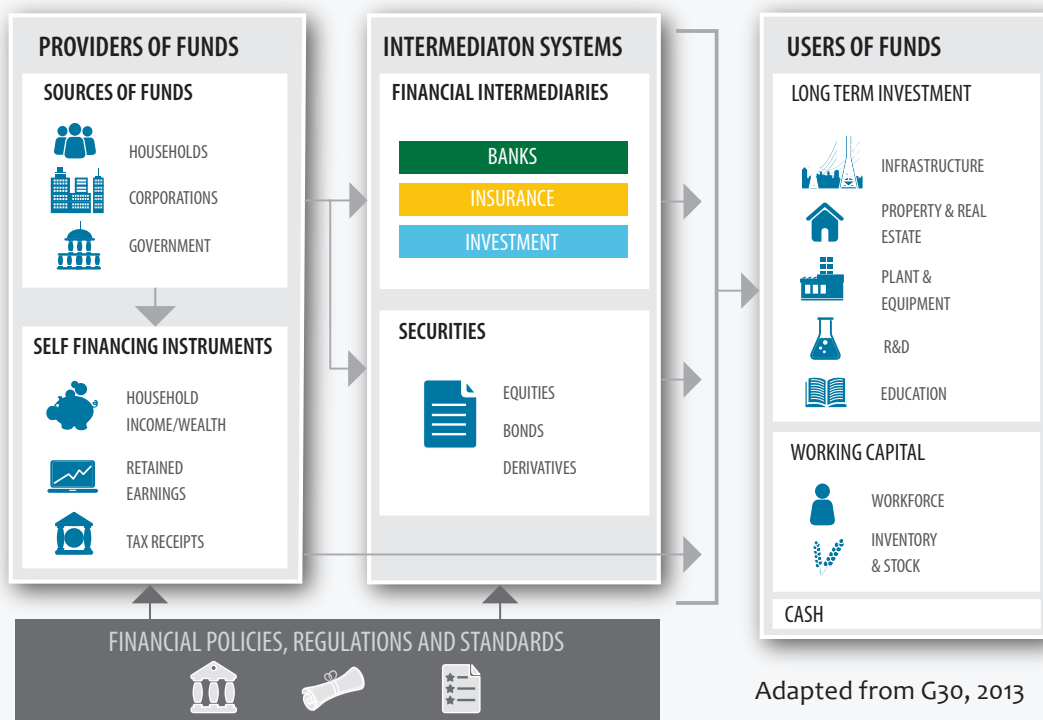 PROVIDERS OF FUNDS
SOURCES OF FUNDS
HOUSEHOLDS
CORPORATIONS
GOVERNMENT
SELF FINANCING INSTRUMENTS
HOUSEHOLD
INCOME/WEALTH
RETAINED
EARNINGS
TAX RECEIPTS
INTERMEDIATON SYSTEMS
FINANCIAL INTERMEDIARIES
BANKS
INSURANCE
INVESTMENT
SECURITIES
EQUITIES
BONDS
DERIVATIVES
USERS OF FUNDS
LONG TERM INVESTMENT
INFRASTRUCTURE
PROPERTY & REAL
ESTATE
PLANT &
EQUIPMENT
R&D
EDUCATION
WORKING CAPITAL
WORKFORCE
INVENTORY
& STOCK
CASH
FINANCIAL POLICIES, REGULATIONS AND STANDARDS
Adapted from G30, 2013